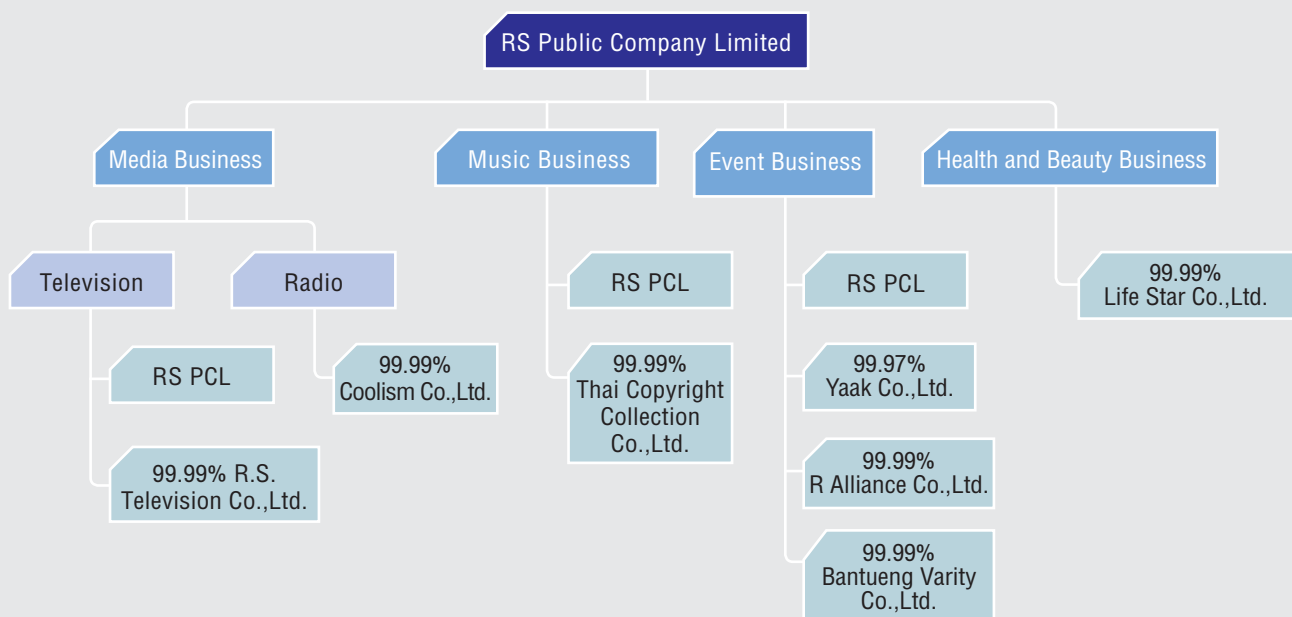 RS Public Company Limited
Media Business
Music Business
Event Business
Health and Beauty Business
Television
Radio
RS PCL
99.99% R.S.
Television Co.,Ltd.
99.99%
Coolism Co.,Ltd.
RS PCL
99.99%
Thai Copyright
Collection
Co.,Ltd.
RS PCL
99.97%
Yaak Co.,Ltd.
99.99%
R Alliance Co.,Ltd.
99.99%
Bantueng Varity
Co.,Ltd.
99.99%
Life Star Co.,Ltd.